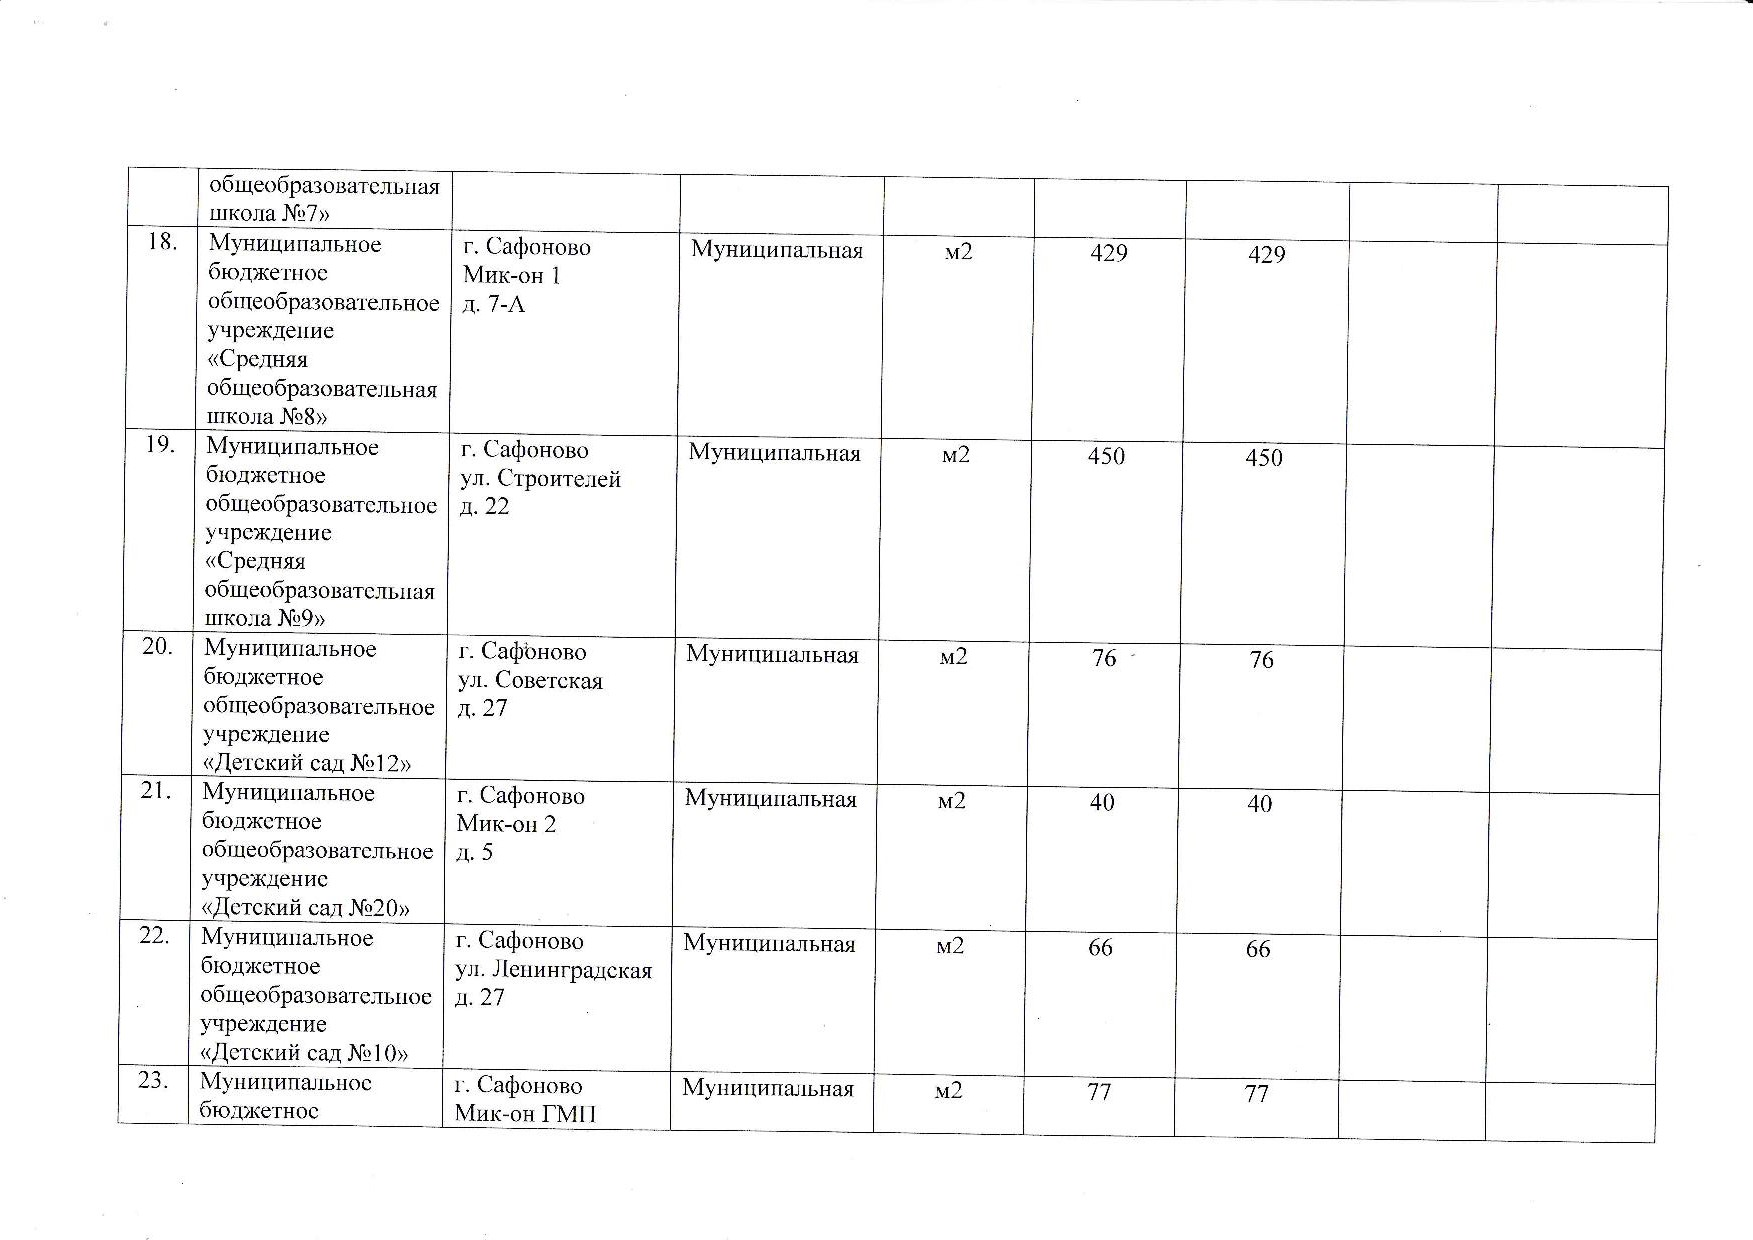 общеобразовательная
школа №7»
18. Муниципальное г. Сафоново Муниципальная м2 429 429
бюджетное Мик-он 1
общеобразовательное д. 7-А
учреждение
«Средняя
общеобразовательная
школа №8»
19. Муниципальное г. Сафоново Муниципальная м2 450 450
бюджетное ул. Строителей
общеобразовательное д. 22
учреждение
«Средняя
общеобразовательная
школа №9»
20. Муниципальное г. Сафоново Муниципальная м2 76 76
бюджетное ул. Советская
общеобразовательное д. 27
учреждение
«Детский сад №12»
21. Муниципальное г. Сафоново Муниципальная м2 40 40
бюджетное Мик-он 2
общеобразовательное д. 5
учреждение
«Детский сад №20»
22. Муниципальное г. Сафоново Муниципальная м2 66 66
бюджетное ул. Ленинградская
общеобразовательное д. 27
учреждение
«Детский сад №10»
23. Муниципальное г. Сафоново Муниципальная м2 77 77
бюджетное Мик-он ГМП